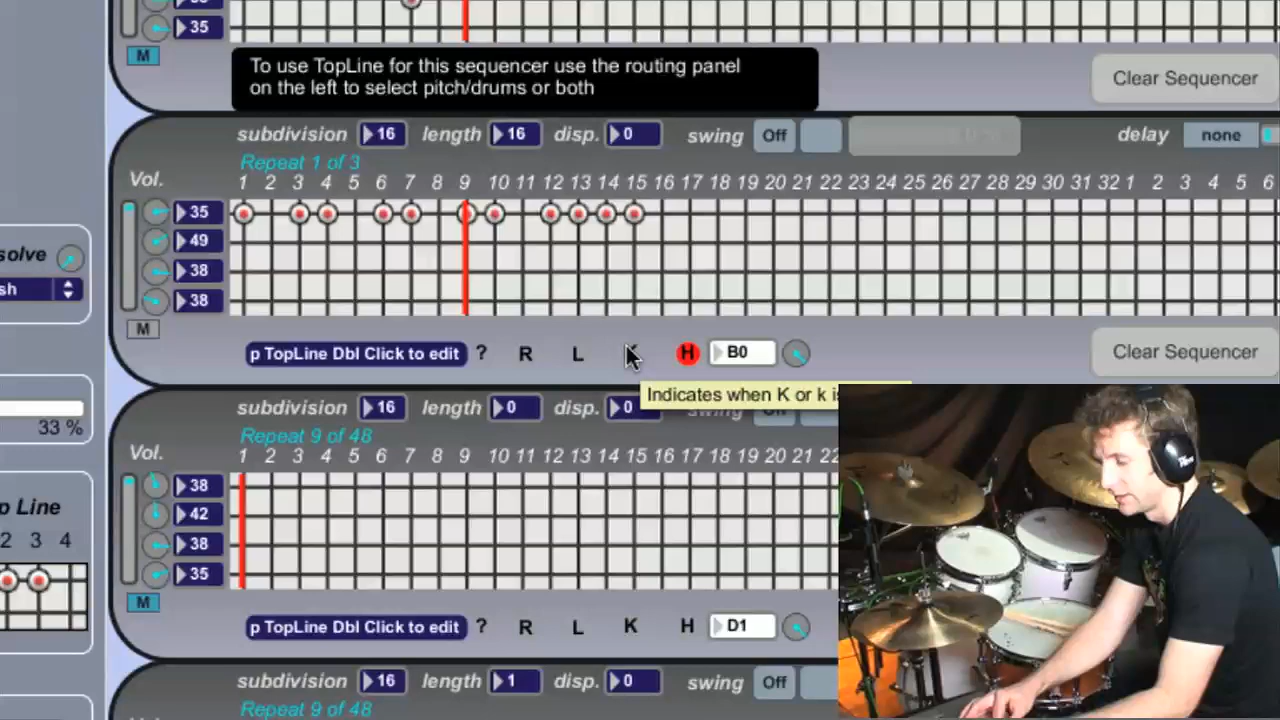 35
M
To use TopLine for this sequencer use the routing panel
on the left to select pitch/drums or both
Clear Sequencer
subdivision 16 length 16 disp. 0 swing Off delay none
Repeat 1 of 3
Vol. 1 2 3 4 5 6 7 8 9 10 11 12 13 14 15 16 17 18 19 20 21 22 23 24 25 26 27 28 29 30 31 32 1 2 3 4 5 6
35
49
38
38
M
p TopLine Dbl Click to edit ? R L H B0 Clear Sequencer
Indicates when K or k i
subdivision 16 length 0 disp. 0 swing Off
Repeat 9 of 48
Vol. 1 2 3 4 5 6 7 8 9 10 11 12 13 14 15 16 17 18 19 20 21 22
38
42
38
35
M
p TopLine Dbl Click to edit ? R L K H D1
subdivision 16 length 1 disp. 0 swing Off
Repeat 9 of 48
solve
sh
33 %
p Line
2 3 4